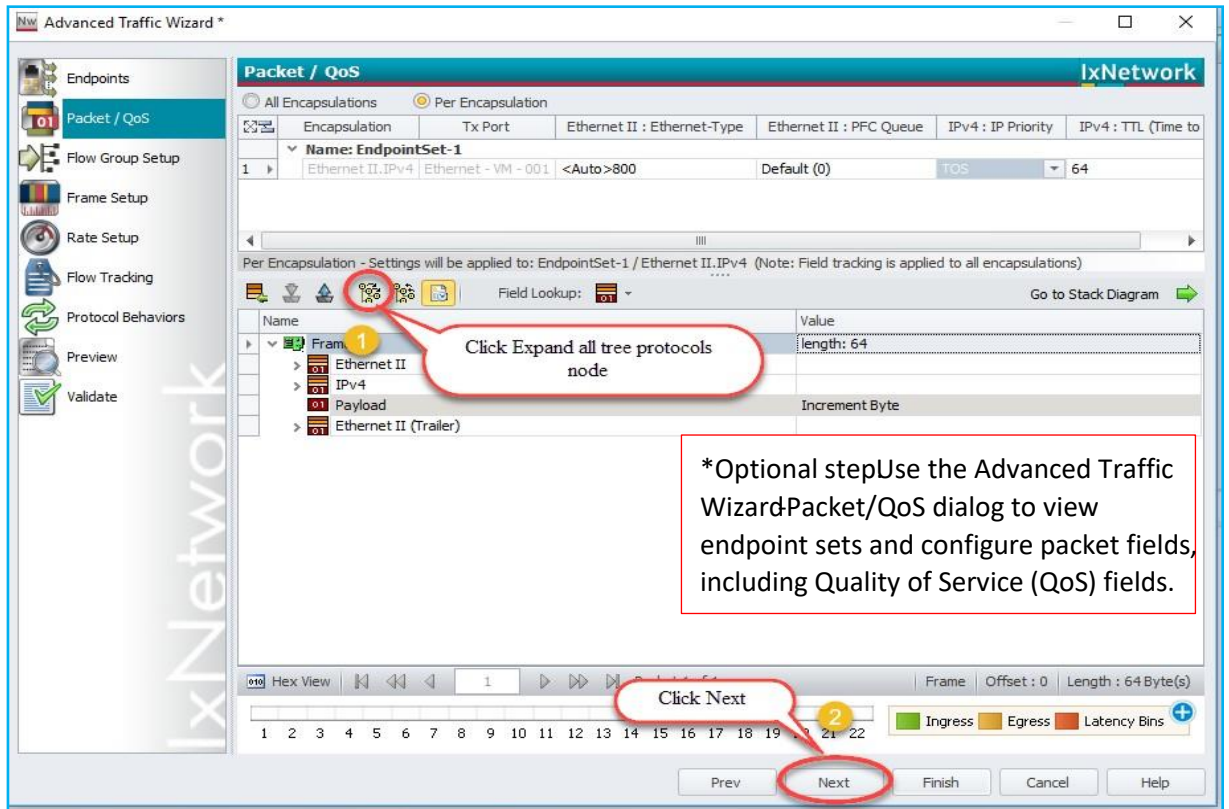 Nw Advanced Traffic Wizard *
Endpoints
Packet / QoS
Flow Group Setup
Frame Setup
Rate Setup
Flow Tracking
Protocol Behaviors
Preview
Validate
IxNetwork
Packet / QoS
IxNetwork
All Encapsulations Per Encapsulation
Encapsulation Tx Port Ethernet II : Ethernet-Type Ethernet II : PFC Queue IPv4 : IP Priority IPv4 : TTL (Time to
Name: EndpointSet-1
1 Ethernet II.IPv4 Ethernet - VM - 001 <Auto>800 Default (0) TOS 64
Per Encapsulation - Settings will be applied to: EndpointSet-1 / Ethernet II.IPv4 (Note: Field tracking is applied to all encapsulations)
Field Lookup: Go to Stack Diagram
Name Value
Fram length: 64
1
Click Expand all tree protocols
node
Ethernet II
IPv4
Payload Increment Byte
Ethernet II (Trailer)
*Optional stepUse the Advanced Traffic
Wizard-Packet/QoS dialog to view
endpoint sets and configure packet fields,
including Quality of Service (QoS) fields.
Hex View 1 Frame Offset : 0 Length : 64 Byte(s)
Click Next
2
Ingress Egress Latency Bins
1 2 3 4 5 6 7 8 9 10 11 12 13 14 15 16 17 18 19 21 22
Prev Next Finish Cancel Help